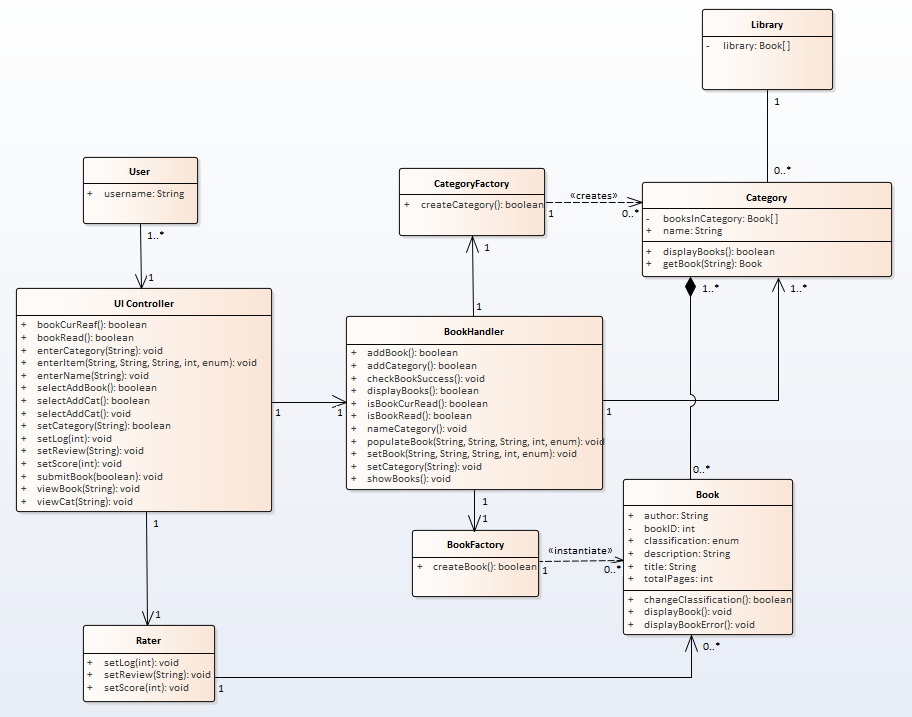 Library
- library: Book[]
1
0..*
User
+ username: String
1..*
1
CategoryFactory
+ createCategory(): boolean
«creates»
1
0..*
1
Category
- booksInCategory: Book[]
+ name: String
+ displayBooks(): boolean
+ getBook(String): Book
1..*
1..*
UI Controller
+ bookCurReaf(): boolean
+ bookRead(): boolean
+ enterCategory(String): void
+ enterItem(String, String, String, int, enum): void
+ enterName(String): void
+ selectAddBook(): boolean
+ selectAddCat(): boolean
+ selectAddCat(): void
+ setCategory(String): boolean
+ setLog(int): void
+ setReview(String): void
+ setScore(int): void
+ submitBook(boolean): void
+ viewBook(String): void
+ viewCat(String): void
1
1
1
BookHandler
+ addBook(): boolean
+ addCategory(): boolean
+ checkBookSuccess(): void
+ displayBooks(): boolean
+ isBookCurRead(): boolean
+ isBookRead(): boolean
+ nameCategory(): void
+ populateBook(String, String, String, int, enum): void
+ setBook(String, String, String, int, enum): void
+ setCategory(String): void
+ showBooks(): void
1
0..*
1
1
BookFactory
+ createBook(): boolean
«instantiate»
1
0..*
Book
+ author: String
- bookID: int
+ classification: enum
+ description: String
+ title: String
+ totalPages: int
+ changeClassification(): boolean
+ displayBook(): void
+ displayBookError(): void
0..*
1
1
Rater
+ setLog(int): void
+ setReview(String): void
+ setScore(int): void
1